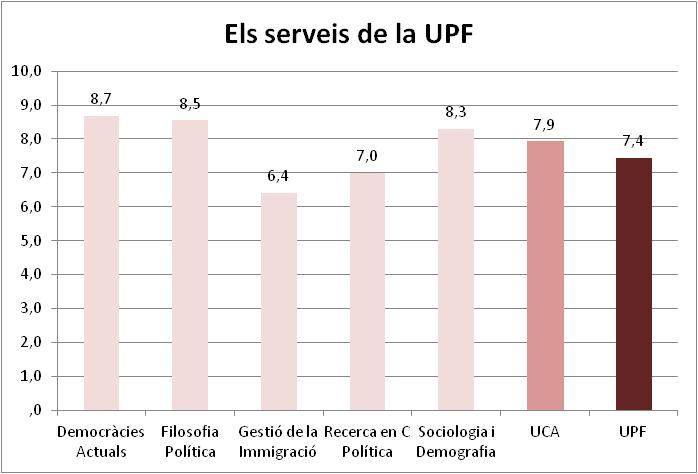 Els serveis de la UPF
10,0
9,0
8,0
7,0
6,0
5,0
4,0
3,0
2,0
1,0
,0
8,7
8,5
6,4
7,0
8,3
7,9
7,4
Democràcies
Actuals
Filosofia
Política
Gestió de la
Immigració
Recerca en C
Política
Sociologia i
Demografia
UCA
UPF